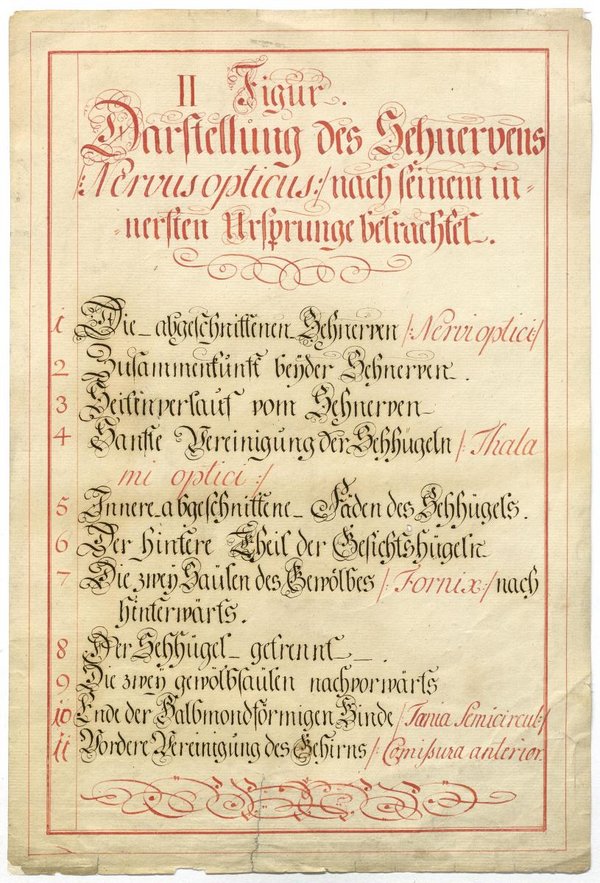 II Figur.
Darstellung des Sehnervens
/:Nervus opticus:/ nach seinem in-
nersten Ursprunge betrachtet.
1 Die abgeschnittenen Sehnerven /:Nervi optici:/
2 Zusammenkunft beyder Sehnerven.
3 Seitenverlauf vom Sehnerven
4 Sanfte Vereinigung der Sehhügeln /:Thala
mi optici:/
5 Innere abgeschnittene Fäden des Sehhügels.
6 Der hintere Theil der Gesichtshügeln
7 Die zwey Säulen des Gewölbes /:Fornix:/ nach
hinterwärts.
8 Der Sehhügel getrennt.
9 Die zwey gewölbsäulen nachvorwärts
10 Ende der Halbmondförmigen Binde /:Tania Semicircul:/
11 Vordere Vereinigung des Gehirns /:Comißura anterior.